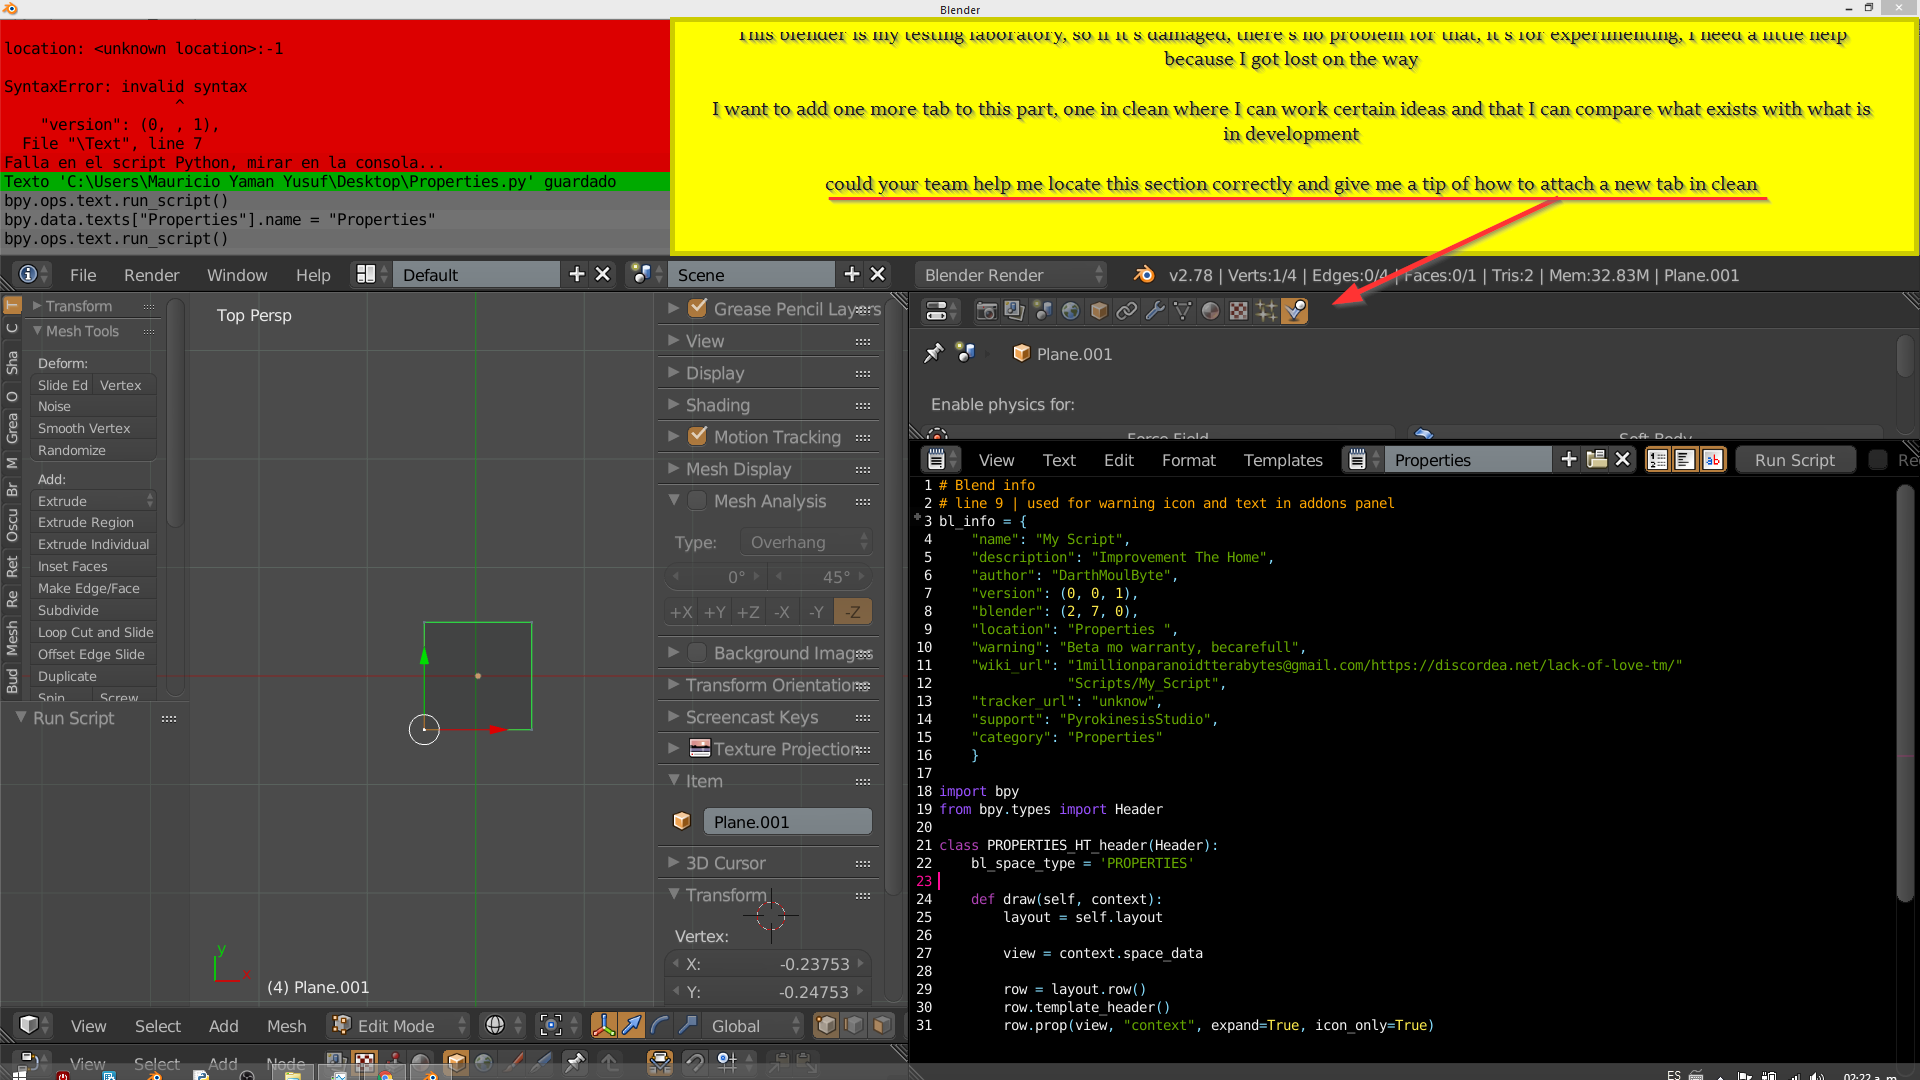 Blender
location: <unknown location>:-1
SyntaxError: invalid syntax
^
"version": (0, , 1),
File "\Text", line 7
Falla en el script Python, mirar en la consola...
Texto 'C:\Users\Mauricio Yaman Yusuf\Desktop\Properties.py' guardado
bpy.ops.text.run_script()
bpy.data.texts["Properties"].name = "Properties"
bpy.ops.text.run_script()
This blender is my testing laboratory, so if it's damaged, there's no problem for that, it's for experimenting, I need a little help
because I got lost on the way
I want to add one more tab to this part, one in clean where I can work certain ideas and that I can compare what exists with what is
in development
could your team help me locate this section correctly and give me a tip of how to attach a new tab in clean
File Render Window Help Default Scene Blender Render v2.78 | Verts:1/4 | Edges:0/4 | Faces:0/1 | Tris:2 | Mem:32.83M | Plane.001
T
C
Sha
O
Grea
M
Br
Oscu
Ret
Re
Mesh
Bud
Transform
Mesh Tools
Deform:
Slide Ed Vertex
Noise
Smooth Vertex
Randomize
Add:
Extrude
Extrude Region
Extrude Individual
Inset Faces
Make Edge/Face
Subdivide
Loop Cut and Slide
Offset Edge Slide
Duplicate
Spin Screw
Run Script
Top Persp
y
x
(4) Plane.001
Grease Pencil Layers
View
Display
Shading
Motion Tracking
Mesh Display
Mesh Analysis
Type: Overhang
0° 45°
+X +Y +Z -X -Y -Z
Background Images
Transform Orientations
Screencast Keys
Texture Projection
Item
Plane.001
3D Cursor
Transform
Vertex:
X: -0.23753
Y: -0.24753
View Select Add Mesh Edit Mode Global
View Select Add Node
Plane.001
Enable physics for:
Force Field Soft Body
View Text Edit Format Templates Properties Run Script Re
1 # Blend info
2 # line 9 | used for warning icon and text in addons panel
3 bl_info = {
4 "name": "My Script",
5 "description": "Improvement The Home",
6 "author": "DarthMoulByte",
7 "version": (0, 0, 1),
8 "blender": (2, 7, 0),
9 "location": "Properties ",
10 "warning": "Beta mo warranty, becarefull",
11 "wiki_url": "1millionparanoidtterabytes@gmail.com/https://discordea.net/lack-of-love-tm/"
12 "Scripts/My_Script",
13 "tracker_url": "unknow",
14 "support": "PyrokinesisStudio",
15 "category": "Properties"
16 }
17
18 import bpy
19 from bpy.types import Header
20
21 class PROPERTIES_HT_header(Header):
22 bl_space_type = 'PROPERTIES'
23
24 def draw(self, context):
25 layout = self.layout
26
27 view = context.space_data
28
29 row = layout.row()
30 row.template_header()
31 row.prop(view, "context", expand=True, icon_only=True)
ES 02:22 a. m.